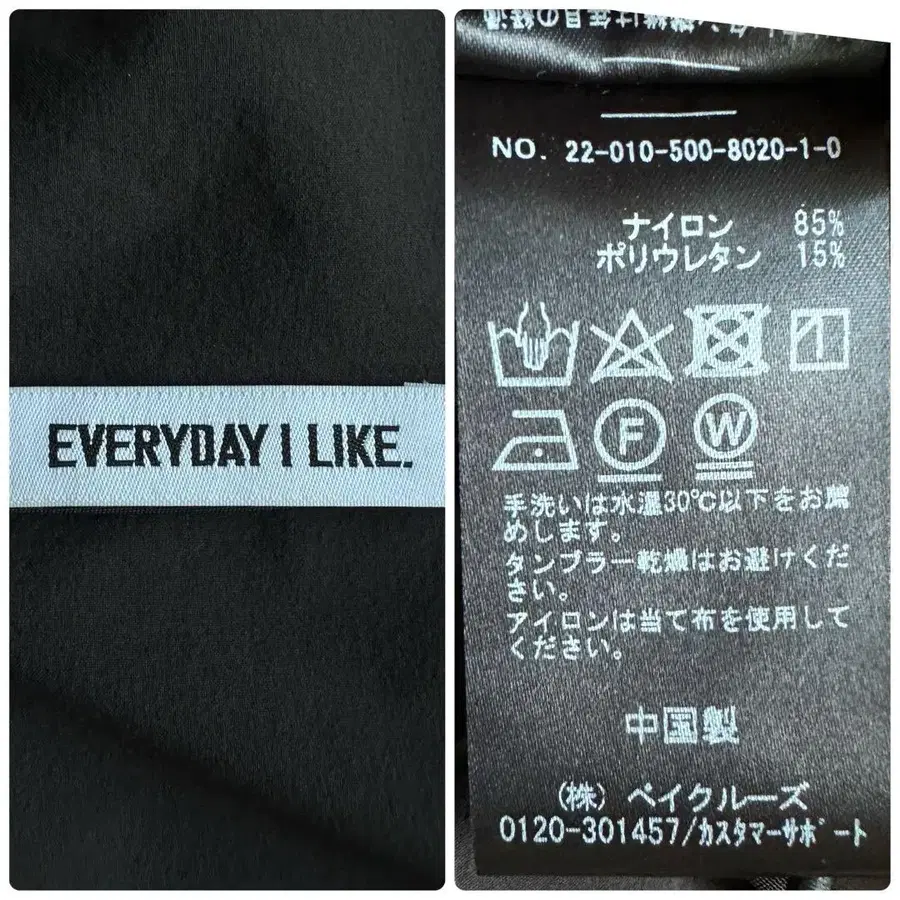 EVERYDAY I LIKE.
NO. 22-010-500-8020-1-0
ナイロン 85%
ポリウレタン 15%
F W
手洗いは水温30℃以下をお薦
めします。
タンブラー乾燥はお避けくだ
さい。
アイロンは当て布を使用して
ください。
中国製
(株) ベイクルーズ
0120-301457/カスタマーサポート